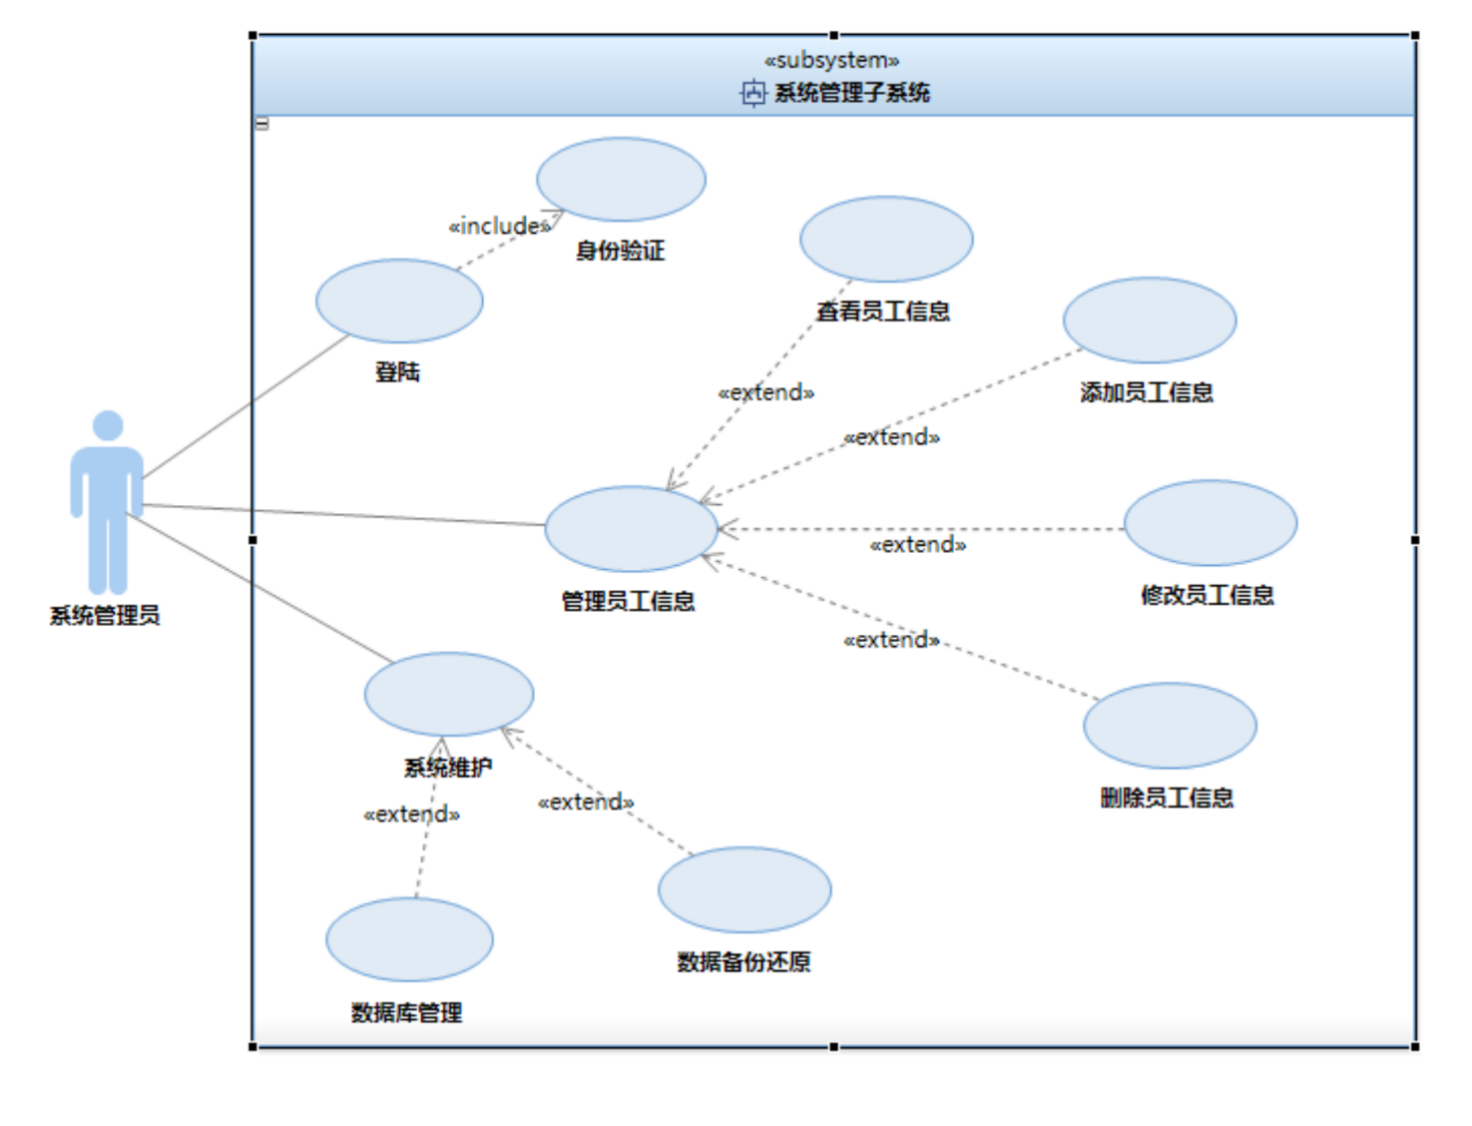 «subsystem»
系统管理子系统
身份验证
«include»
查看员工信息
登陆
«extend»
添加员工信息
«extend»
«extend»
管理员工信息
修改员工信息
系统管理员
«extend»
系统维护
删除员工信息
«extend»
«extend»
数据备份还原
数据库管理